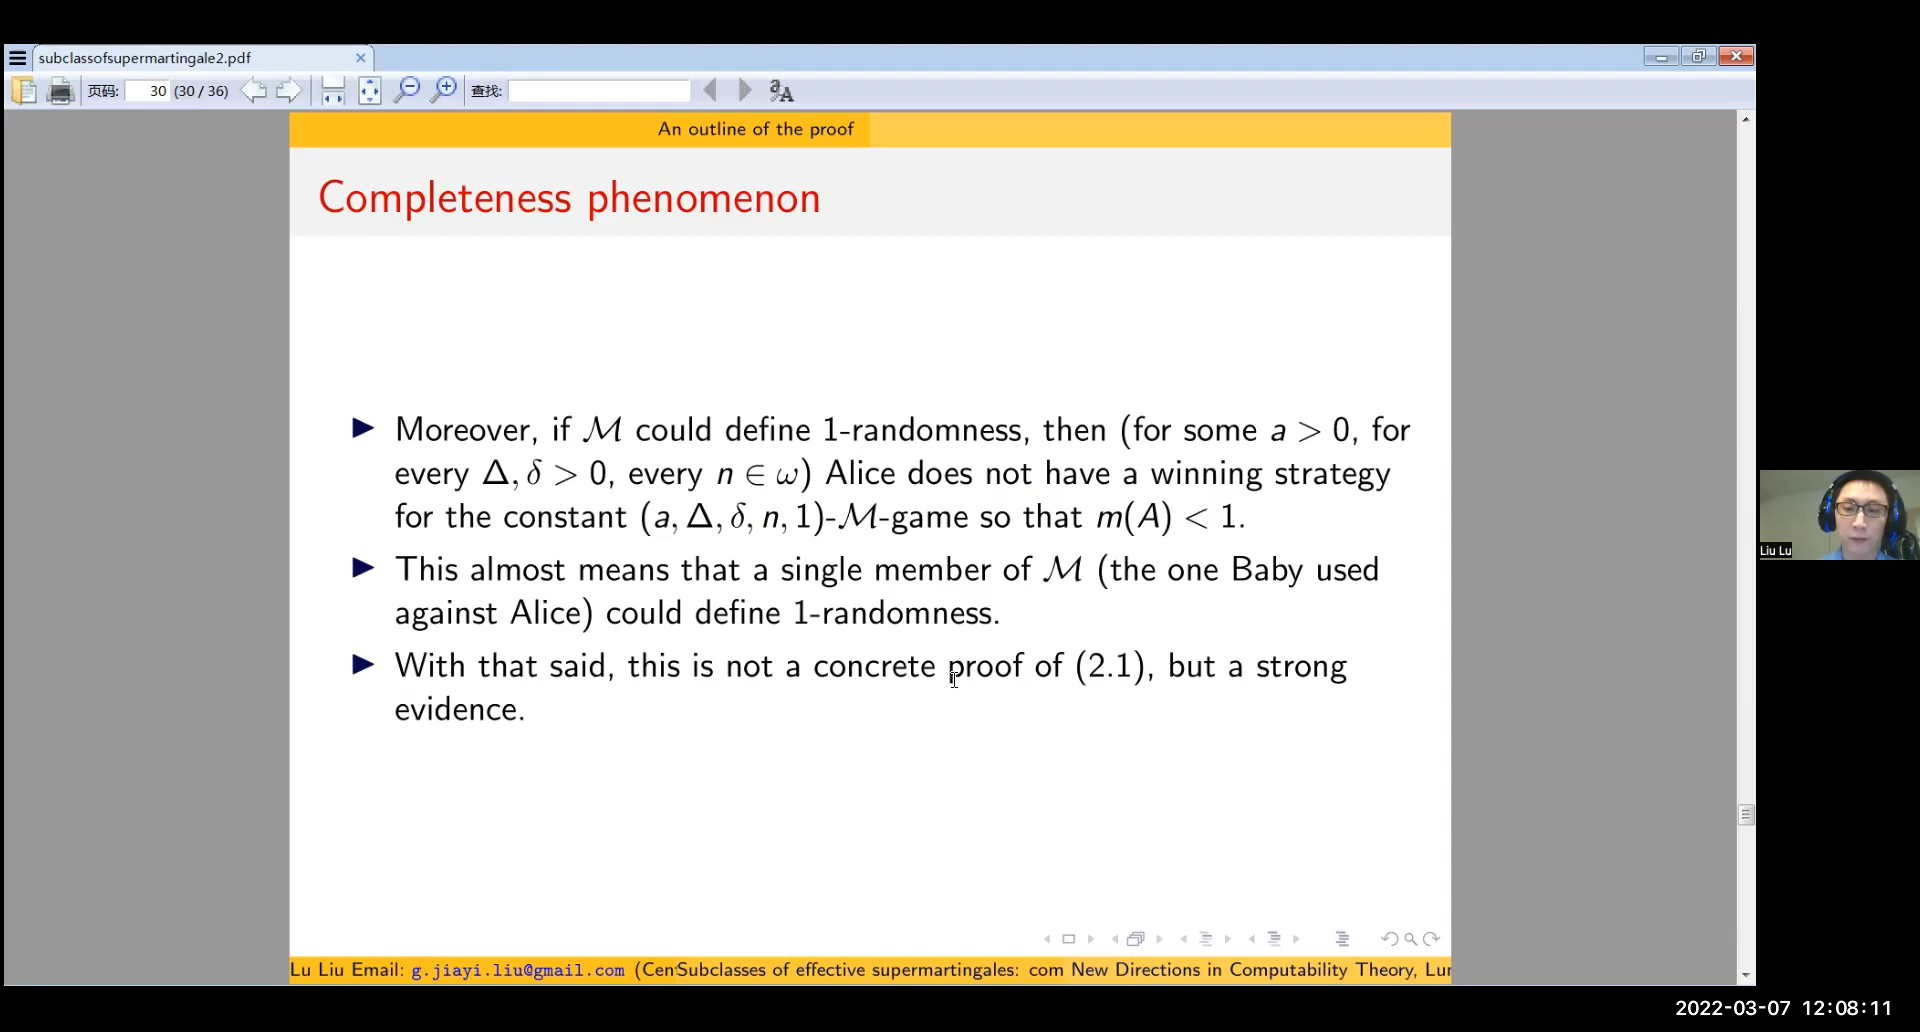 subclassofsupermartingale2.pdf
页码: 30 (30 / 36) 查找:
An outline of the proof
Completeness phenomenon
Moreover, if ℳ could define 1-randomness, then (for some a > 0, for
every Δ, δ > 0, every n ∈ ω) Alice does not have a winning strategy
for the constant (a, Δ, δ, n, 1)-ℳ-game so that m(A) < 1.
This almost means that a single member of ℳ (the one Baby used
against Alice) could define 1-randomness.
With that said, this is not a concrete proof of (2.1), but a strong
evidence.
Liu Lu
Lu Liu Email: g.jiayi.liu@gmail.com (Cen Subclasses of effective supermartingales: com New Directions in Computability Theory, Lur
2022-03-07 12:08:11